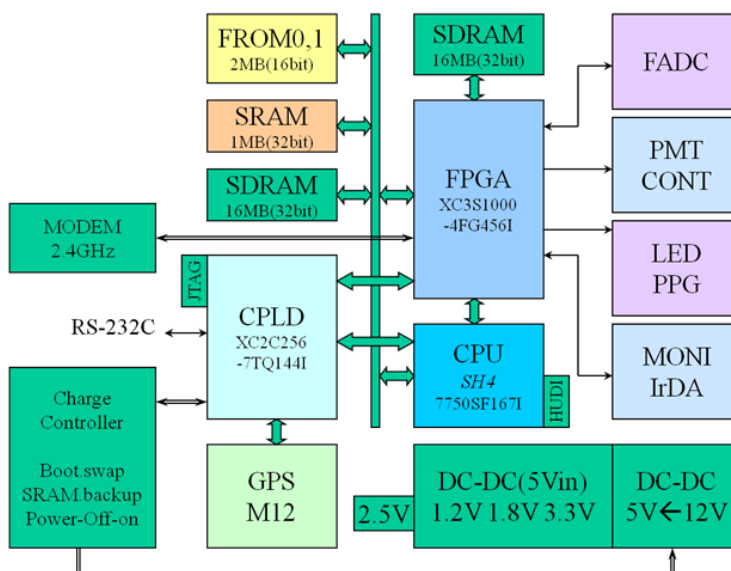 FROM0,1
2MB(16bit)
SDRAM
16MB(32bit)
FADC
SRAM
1MB(32bit)
FPGA
XC3S1000
-4FG456I
PMT
CONT
SDRAM
16MB(32bit)
MODEM
2.4GHz
LED
PPG
JTAG
CPLD
XC2C256
-7TQ144I
RS-232C
CPU
SH4
7750SF167I
HUDI
MONI
IrDA
Charge
Controller
Boot.swap
SRAM.backup
Power-Off-on
GPS
M12
2.5V
DC-DC(5Vin)
1.2V 1.8V 3.3V
DC-DC
5V←12V